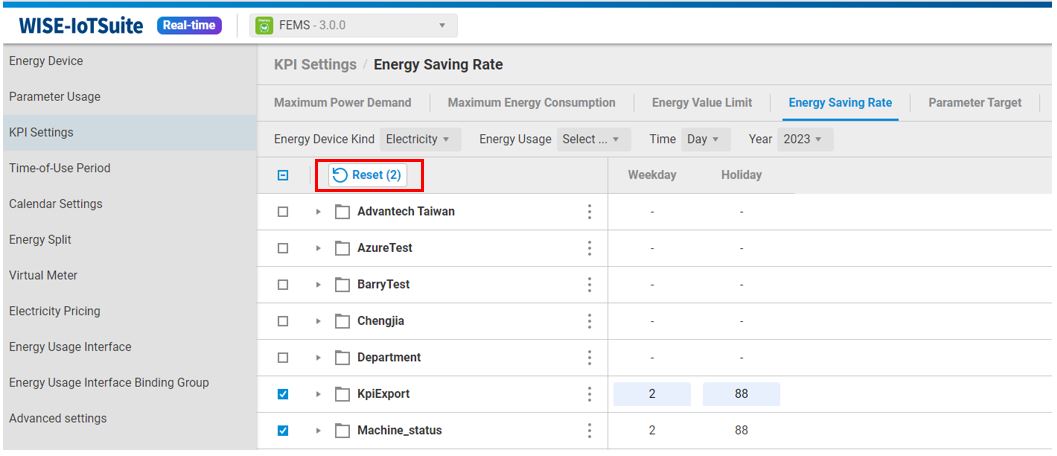 WISE-IoTSuite Real-time FEMS - 3.0.0
Energy Device
Parameter Usage
KPI Settings
Time-of-Use Period
Calendar Settings
Energy Split
Virtual Meter
Electricity Pricing
Energy Usage Interface
Energy Usage Interface Binding Group
Advanced settings
KPI Settings / Energy Saving Rate
Maximum Power Demand Maximum Energy Consumption Energy Value Limit Energy Saving Rate Parameter Target
Energy Device Kind Electricity Energy Usage Select ... Time Day Year 2023
Reset (2) Weekday Holiday
Advantech Taiwan - -
AzureTest - -
BarryTest - -
Chengjia - -
Department - -
KpiExport 2 88
Machine_status 2 88